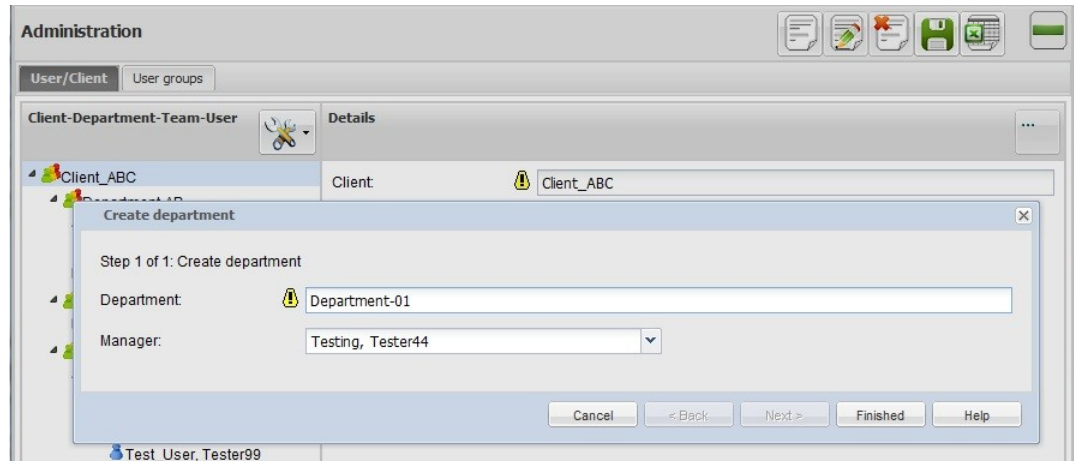 Administration
User/Client User groups
Client-Department-Team-User Details ...
Client_ABC
Client: Client_ABC
Create department
Step 1 of 1: Create department
Department: Department-01
Manager: Testing, Tester44
Cancel < Back Next > Finished Help
Test_User, Tester99